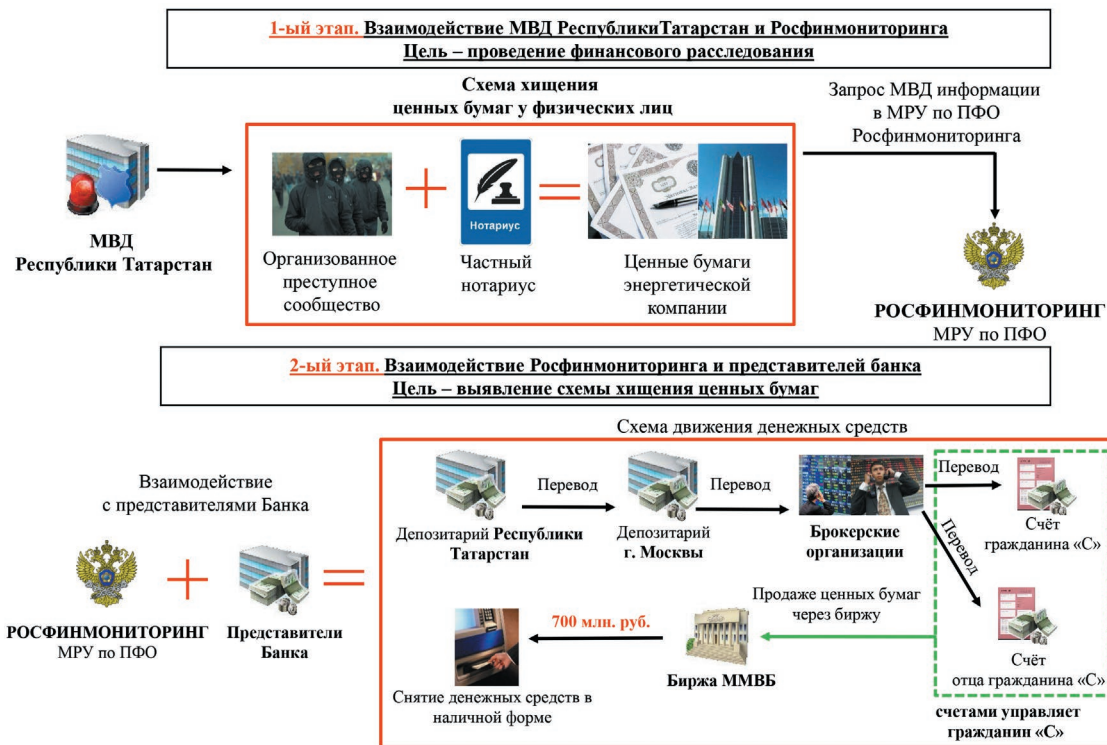 1-ый этап. Взаимодействие МВД РеспубликиТатарстан и Росфинмониторинга
Цель – проведение финансового расследования
Схема хищения
ценных бумаг у физических лиц
Запрос МВД информации
в МРУ по ПФО
Росфинмониторинга
МВД
Республики Татарстан
Нотариус
Организованное
преступное
сообщество
Частный
нотариус
Ценные бумаги
энергетической
компании
РОСФИНМОНИТОРИНГ
МРУ по ПФО
2-ый этап. Взаимодействие Росфинмониторинга и представителей банка
Цель – выявление схемы хищения ценных бумаг
Схема движения денежных средств
Взаимодействие
с представителями Банка
РОСФИНМОНИТОРИНГ
МРУ по ПФО
Представители
Банка
Перевод
Перевод
Перевод
Перевод
Депозитарий Республики
Татарстан
Депозитарий
г. Москвы
Брокерские
организации
Счёт
гражданина «С»
Продаже ценных бумаг
через биржу
700 млн. руб.
Биржа ММВБ
Снятие денежных средств в
наличной форме
Счёт
отца гражданина «С»
счетами управляет
гражданин «С»